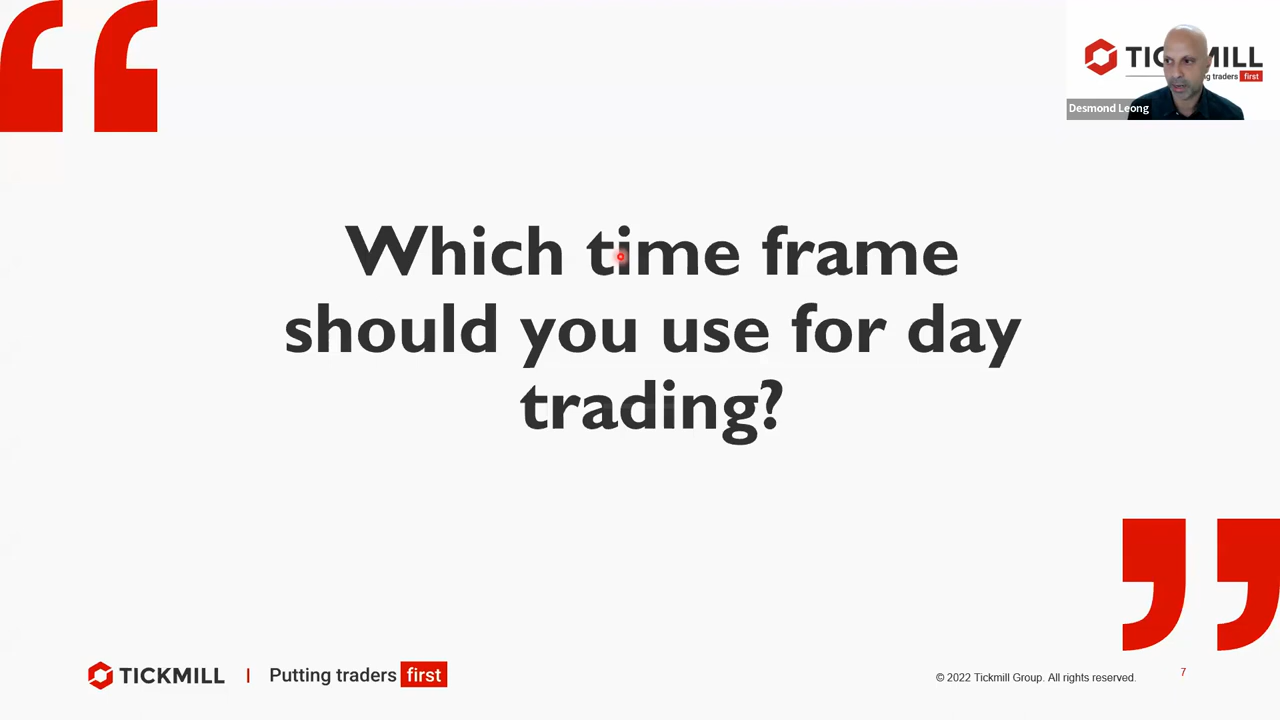 TICKMILL
ng traders first
Desmond Leong
Which time frame
should you use for day
trading?
TICKMILL | Putting traders first
© 2022 Tickmill Group. All rights reserved.
7